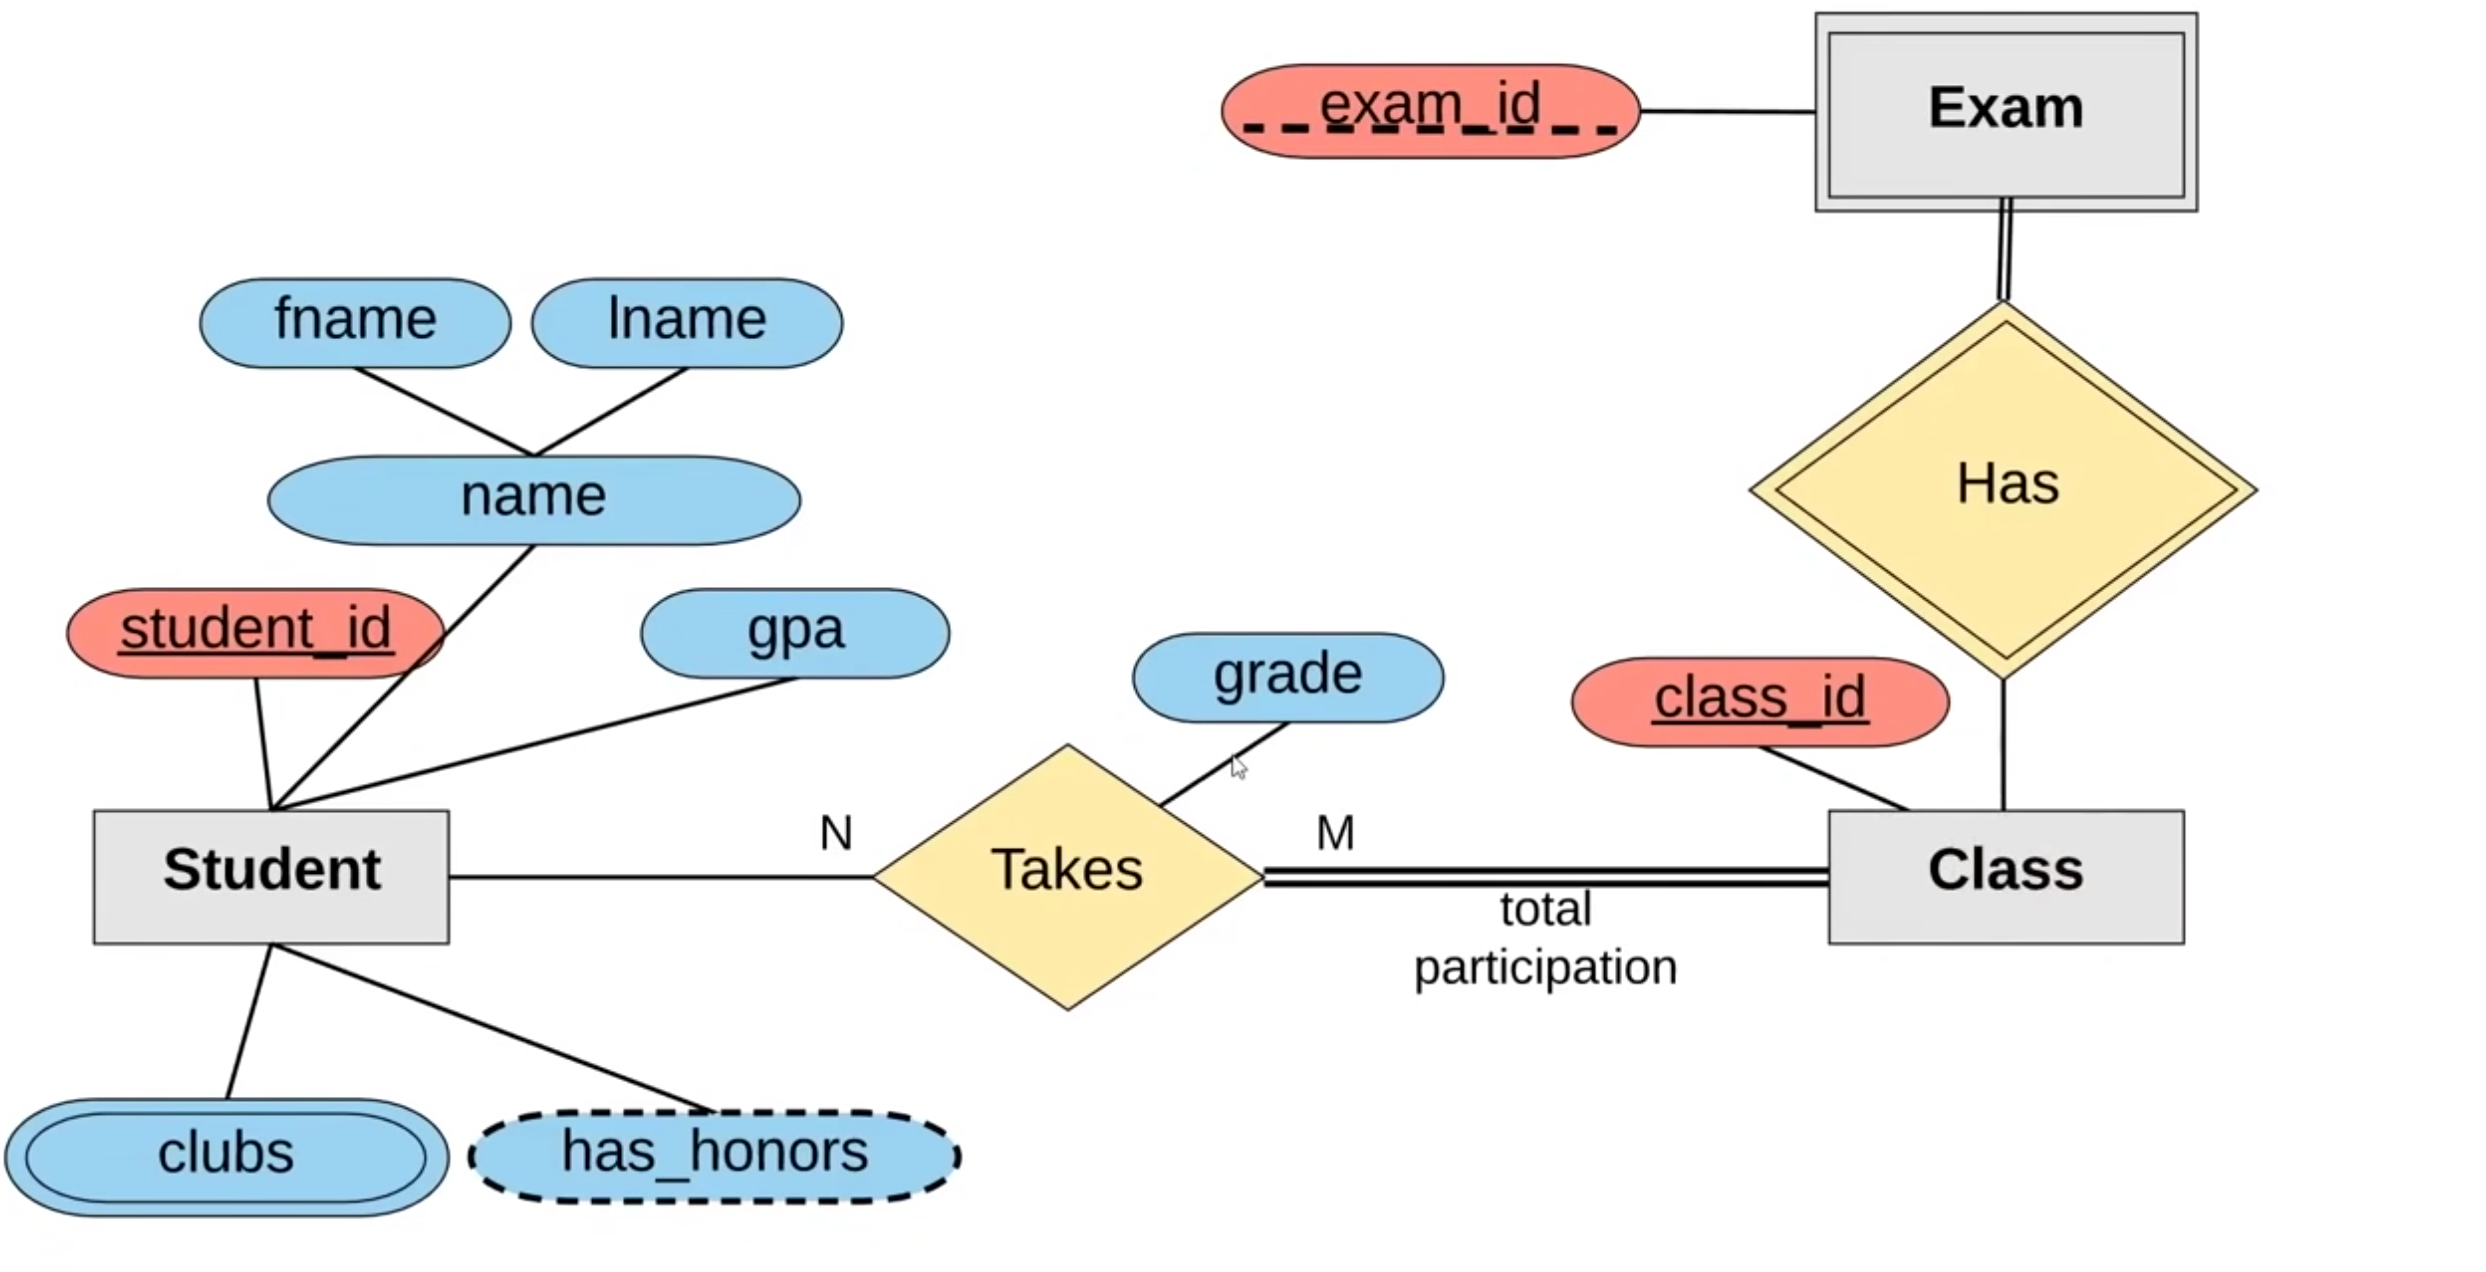 exam_id
Exam
fname
lname
name
Has
student_id
gpa
grade
class_id
Student
N
Takes
M
total
participation
Class
clubs
has_honors